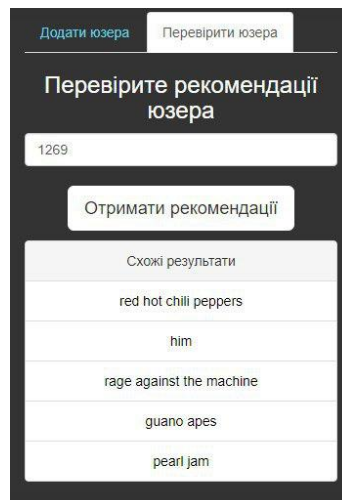 Додати юзера Перевірити юзера
Перевірите рекомендації
юзера
1269
Отримати рекомендації
Схожі результати
red hot chili peppers
him
rage against the machine
guano apes
pearl jam